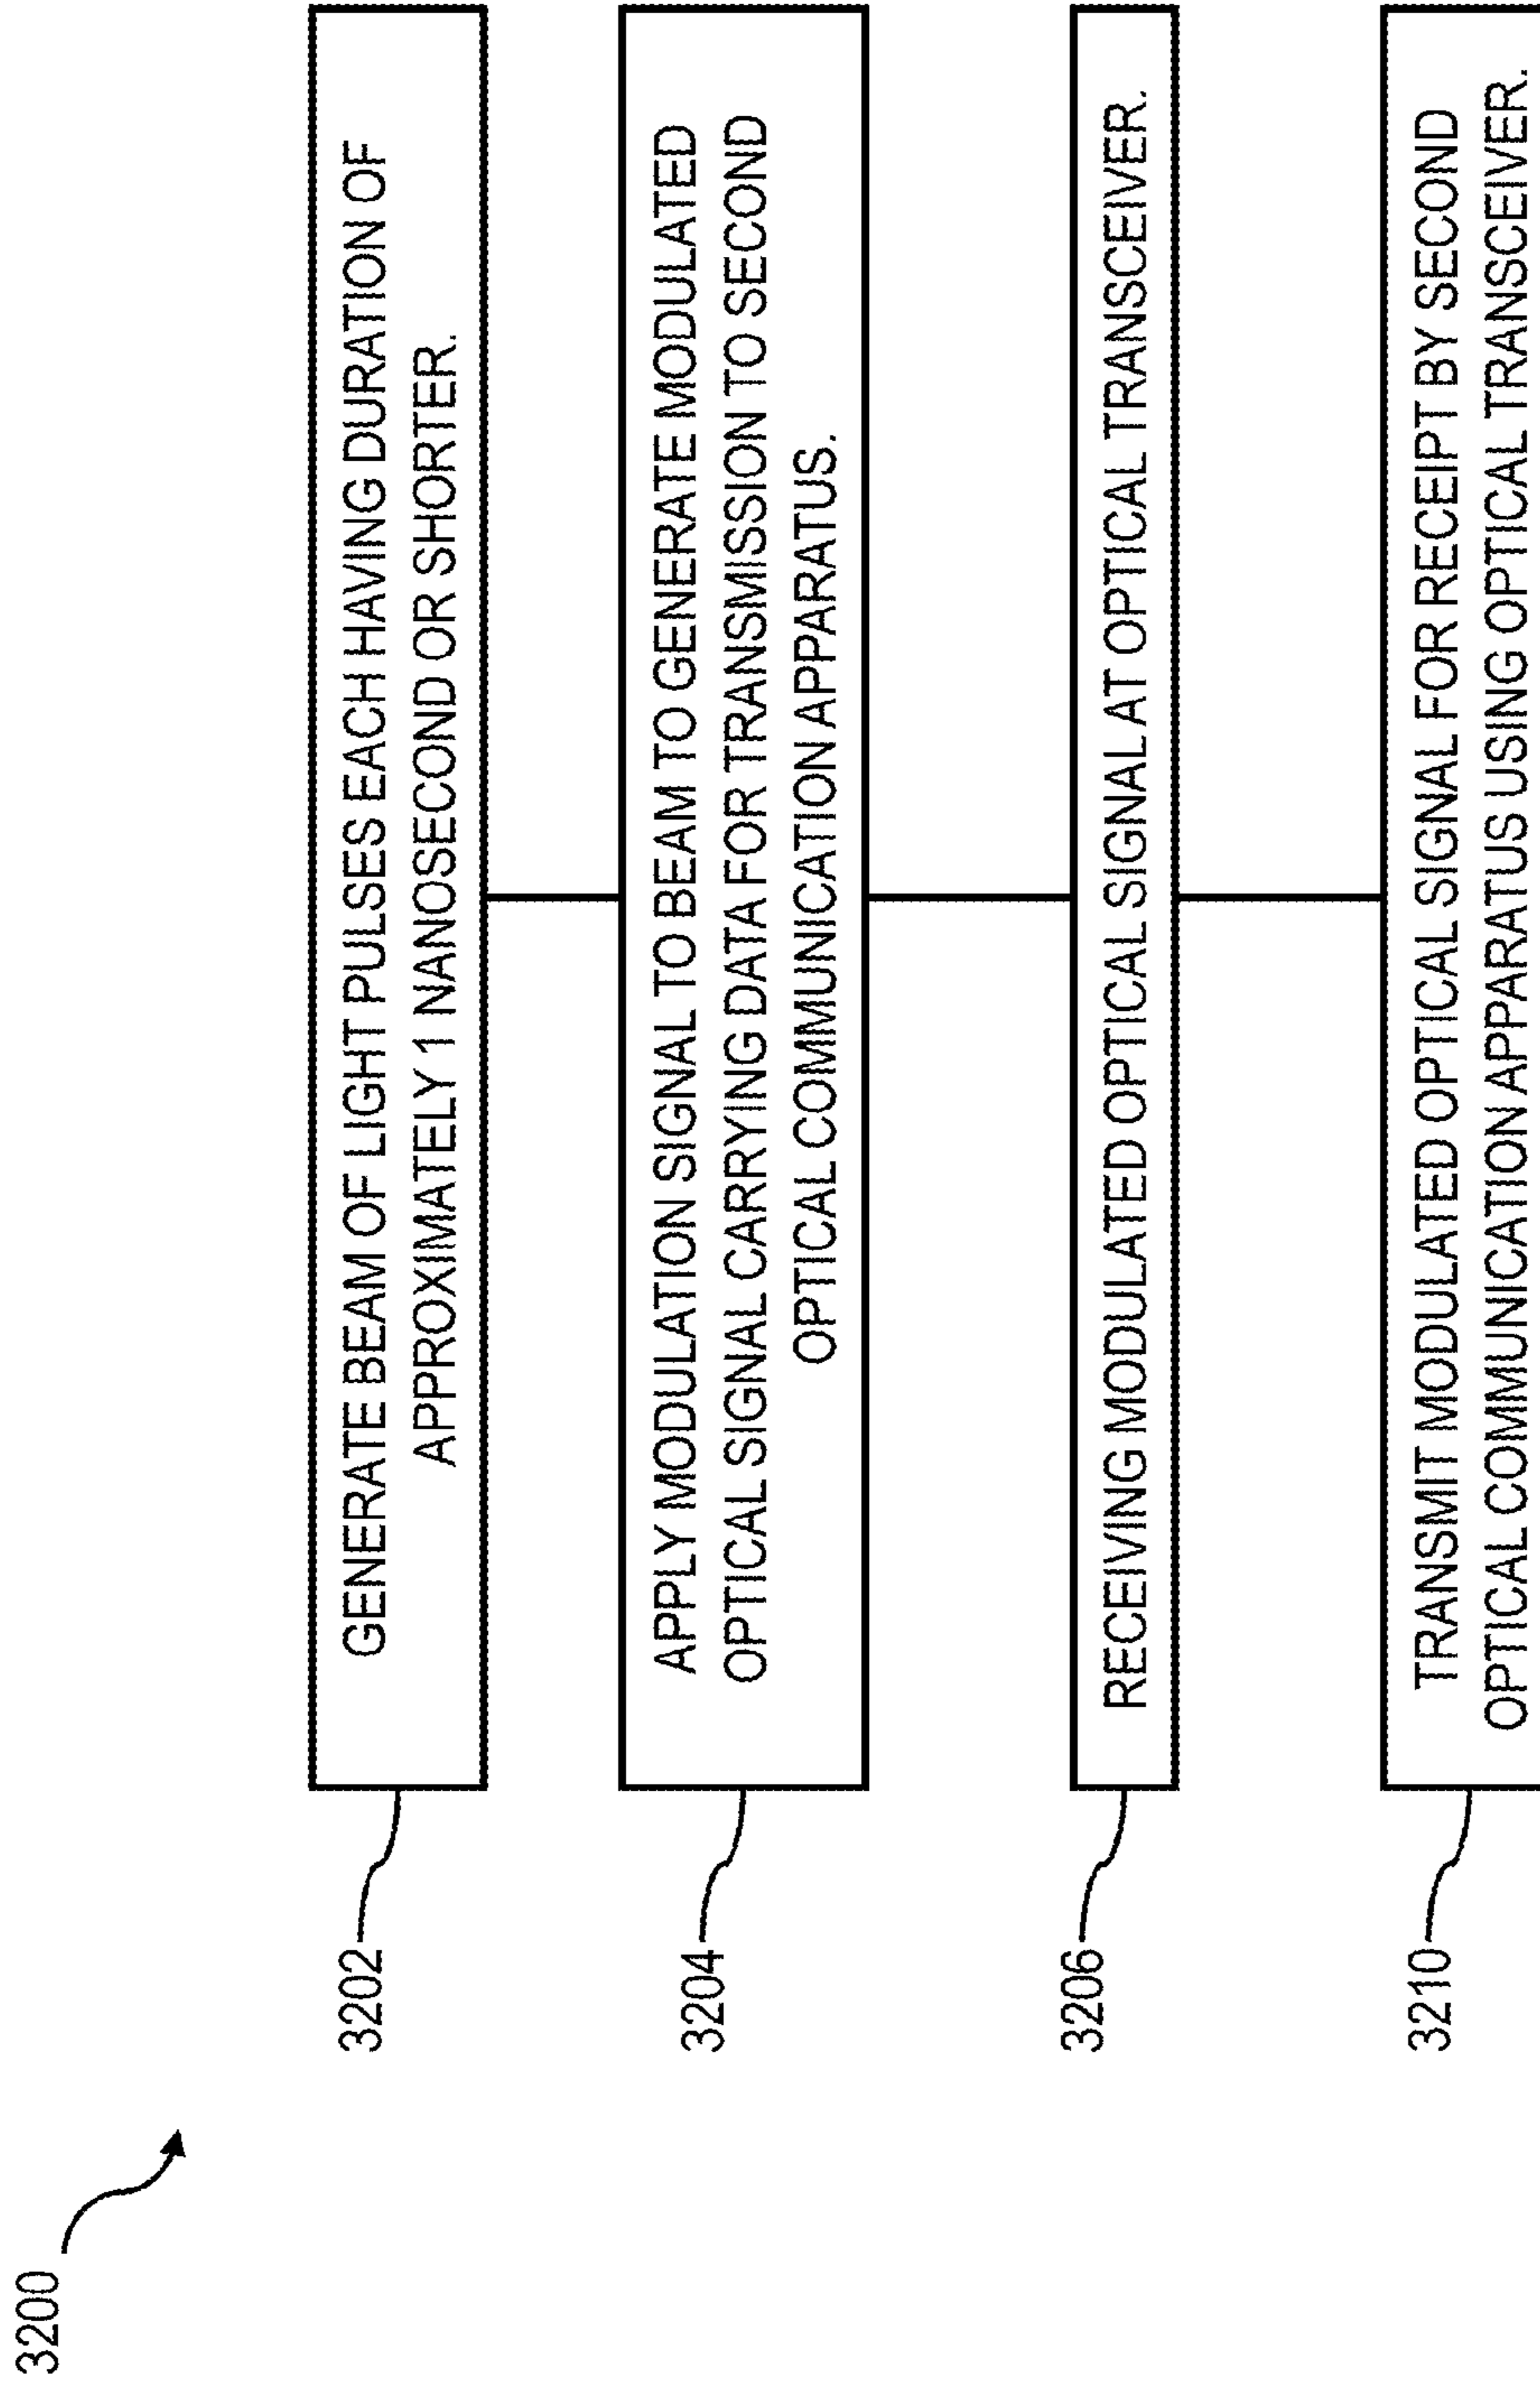 3200
3202
GENERATE BEAM OF LIGHT PULSES EACH HAVING DURATION OF
APPROXIMATELY 1 NANOSECOND OR SHORTER.
3204
APPLY MODULATION SIGNAL TO BEAM TO GENERATE MODULATED
OPTICAL SIGNAL CARRYING DATA FOR TRANSMISSION TO SECOND
OPTICAL COMMUNICATION APPARATUS.
3206
RECEIVING MODULATED OPTICAL SIGNAL AT OPTICAL TRANSCEIVER.
3210
TRANSMIT MODULATED OPTICAL SIGNAL FOR RECEIPT BY SECOND
OPTICAL COMMUNICATION APPARATUS USING OPTICAL TRANSCEIVER.